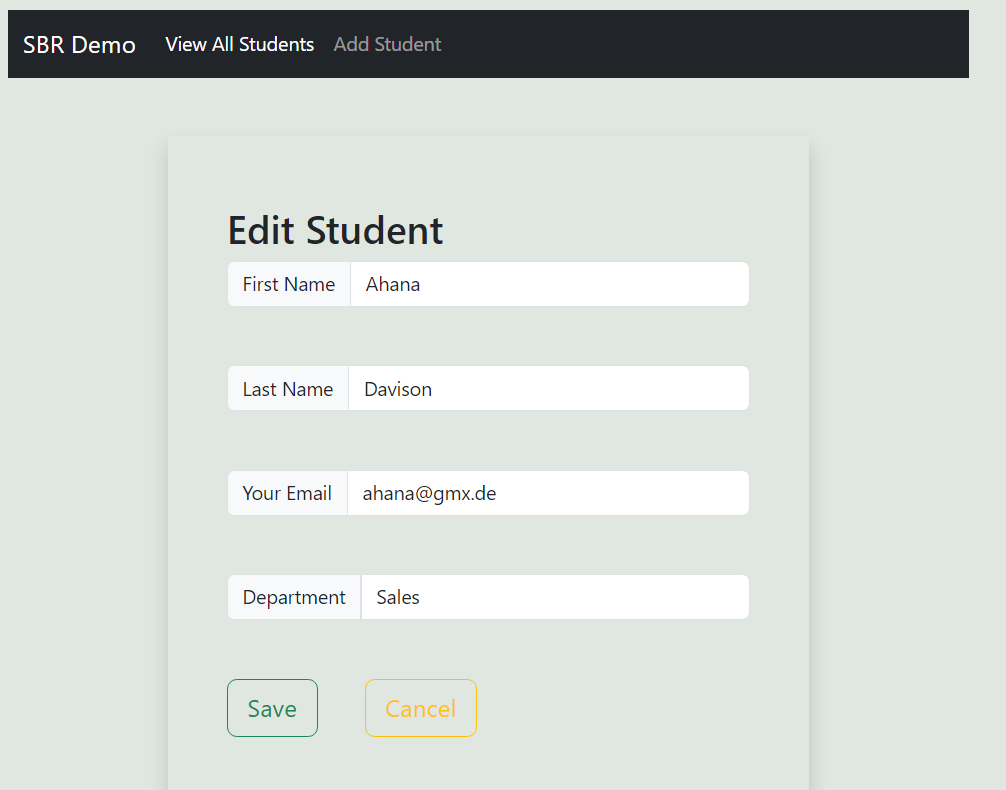 SBR Demo View All Students Add Student
Edit Student
First Name Ahana
Last Name Davison
Your Email ahana@gmx.de
Department Sales
Save Cancel